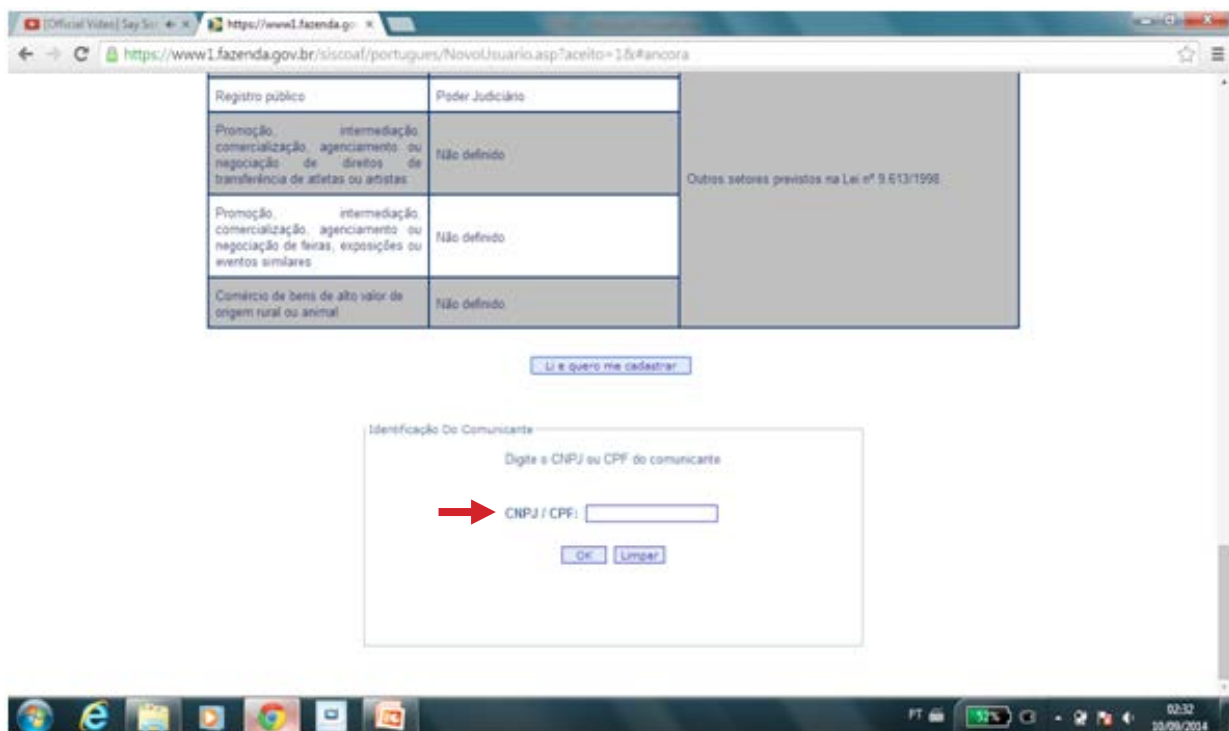 [Official Video] Say
https://www1.fazenda.go
https://www1.fazenda.gov.br/siscoaf/portugues/NovoUsuario.asp?aceito=1&#ancora
Registro público
Poder Judiciário
Promoção, intermediação,
comercialização, agenciamento ou
negociação de direitos de
transferência de atletas ou artistas
Não definido
Outros setores previstos na Lei nº 9.613/1998
Promoção, intermediação,
comercialização, agenciamento ou
negociação de feiras, exposições ou
eventos similares
Não definido
Comércio de bens de alto valor de
origem rural ou animal
Não definido
Li e quero me cadastrar
Identificação Do Comunicante
Digite o CNPJ ou CPF do comunicante
CNPJ / CPF:
OK Limpar
PT
52%
02:32
10/09/2014